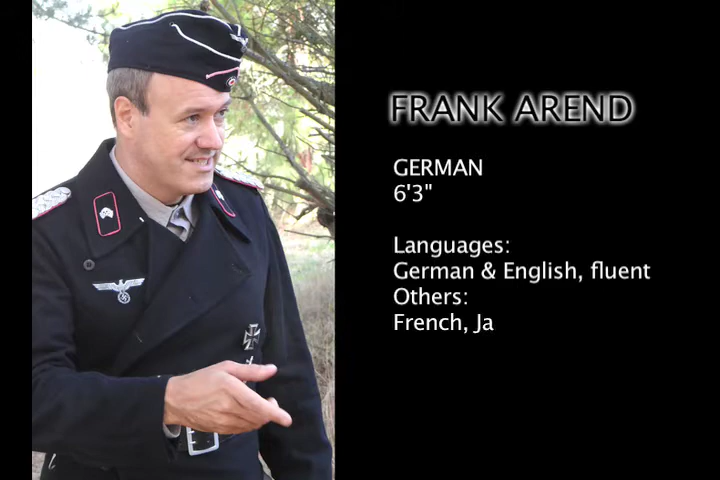 FRANK AREND
GERMAN
6'3"
Languages:
German & English, fluent
Others:
French, Ja